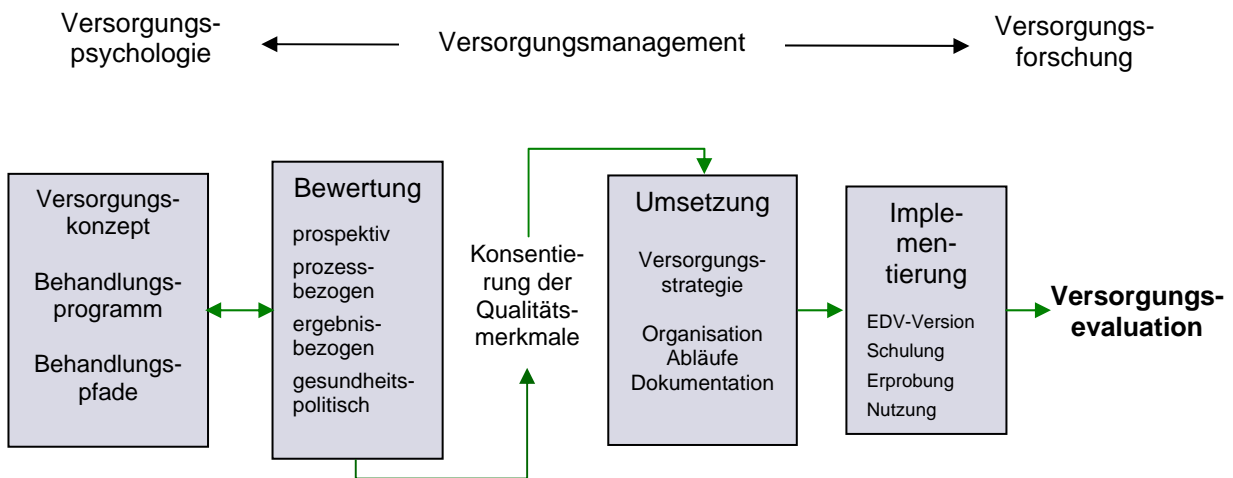 Versorgungs-
psychologie
Versorgungsmanagement
Versorgungs-
forschung
Versorgungs-
konzept
Behandlungs-
programm
Behandlungs-
pfade
Bewertung
prospektiv
prozess-
bezogen
ergebnis-
bezogen
gesundheits-
politisch
Konsentie-
rung der
Qualitäts-
merkmale
Umsetzung
Versorgungs-
strategie
Organisation
Abläufe
Dokumentation
Imple-
men-
tierung
EDV-Version
Schulung
Erprobung
Nutzung
Versorgungs-
evaluation